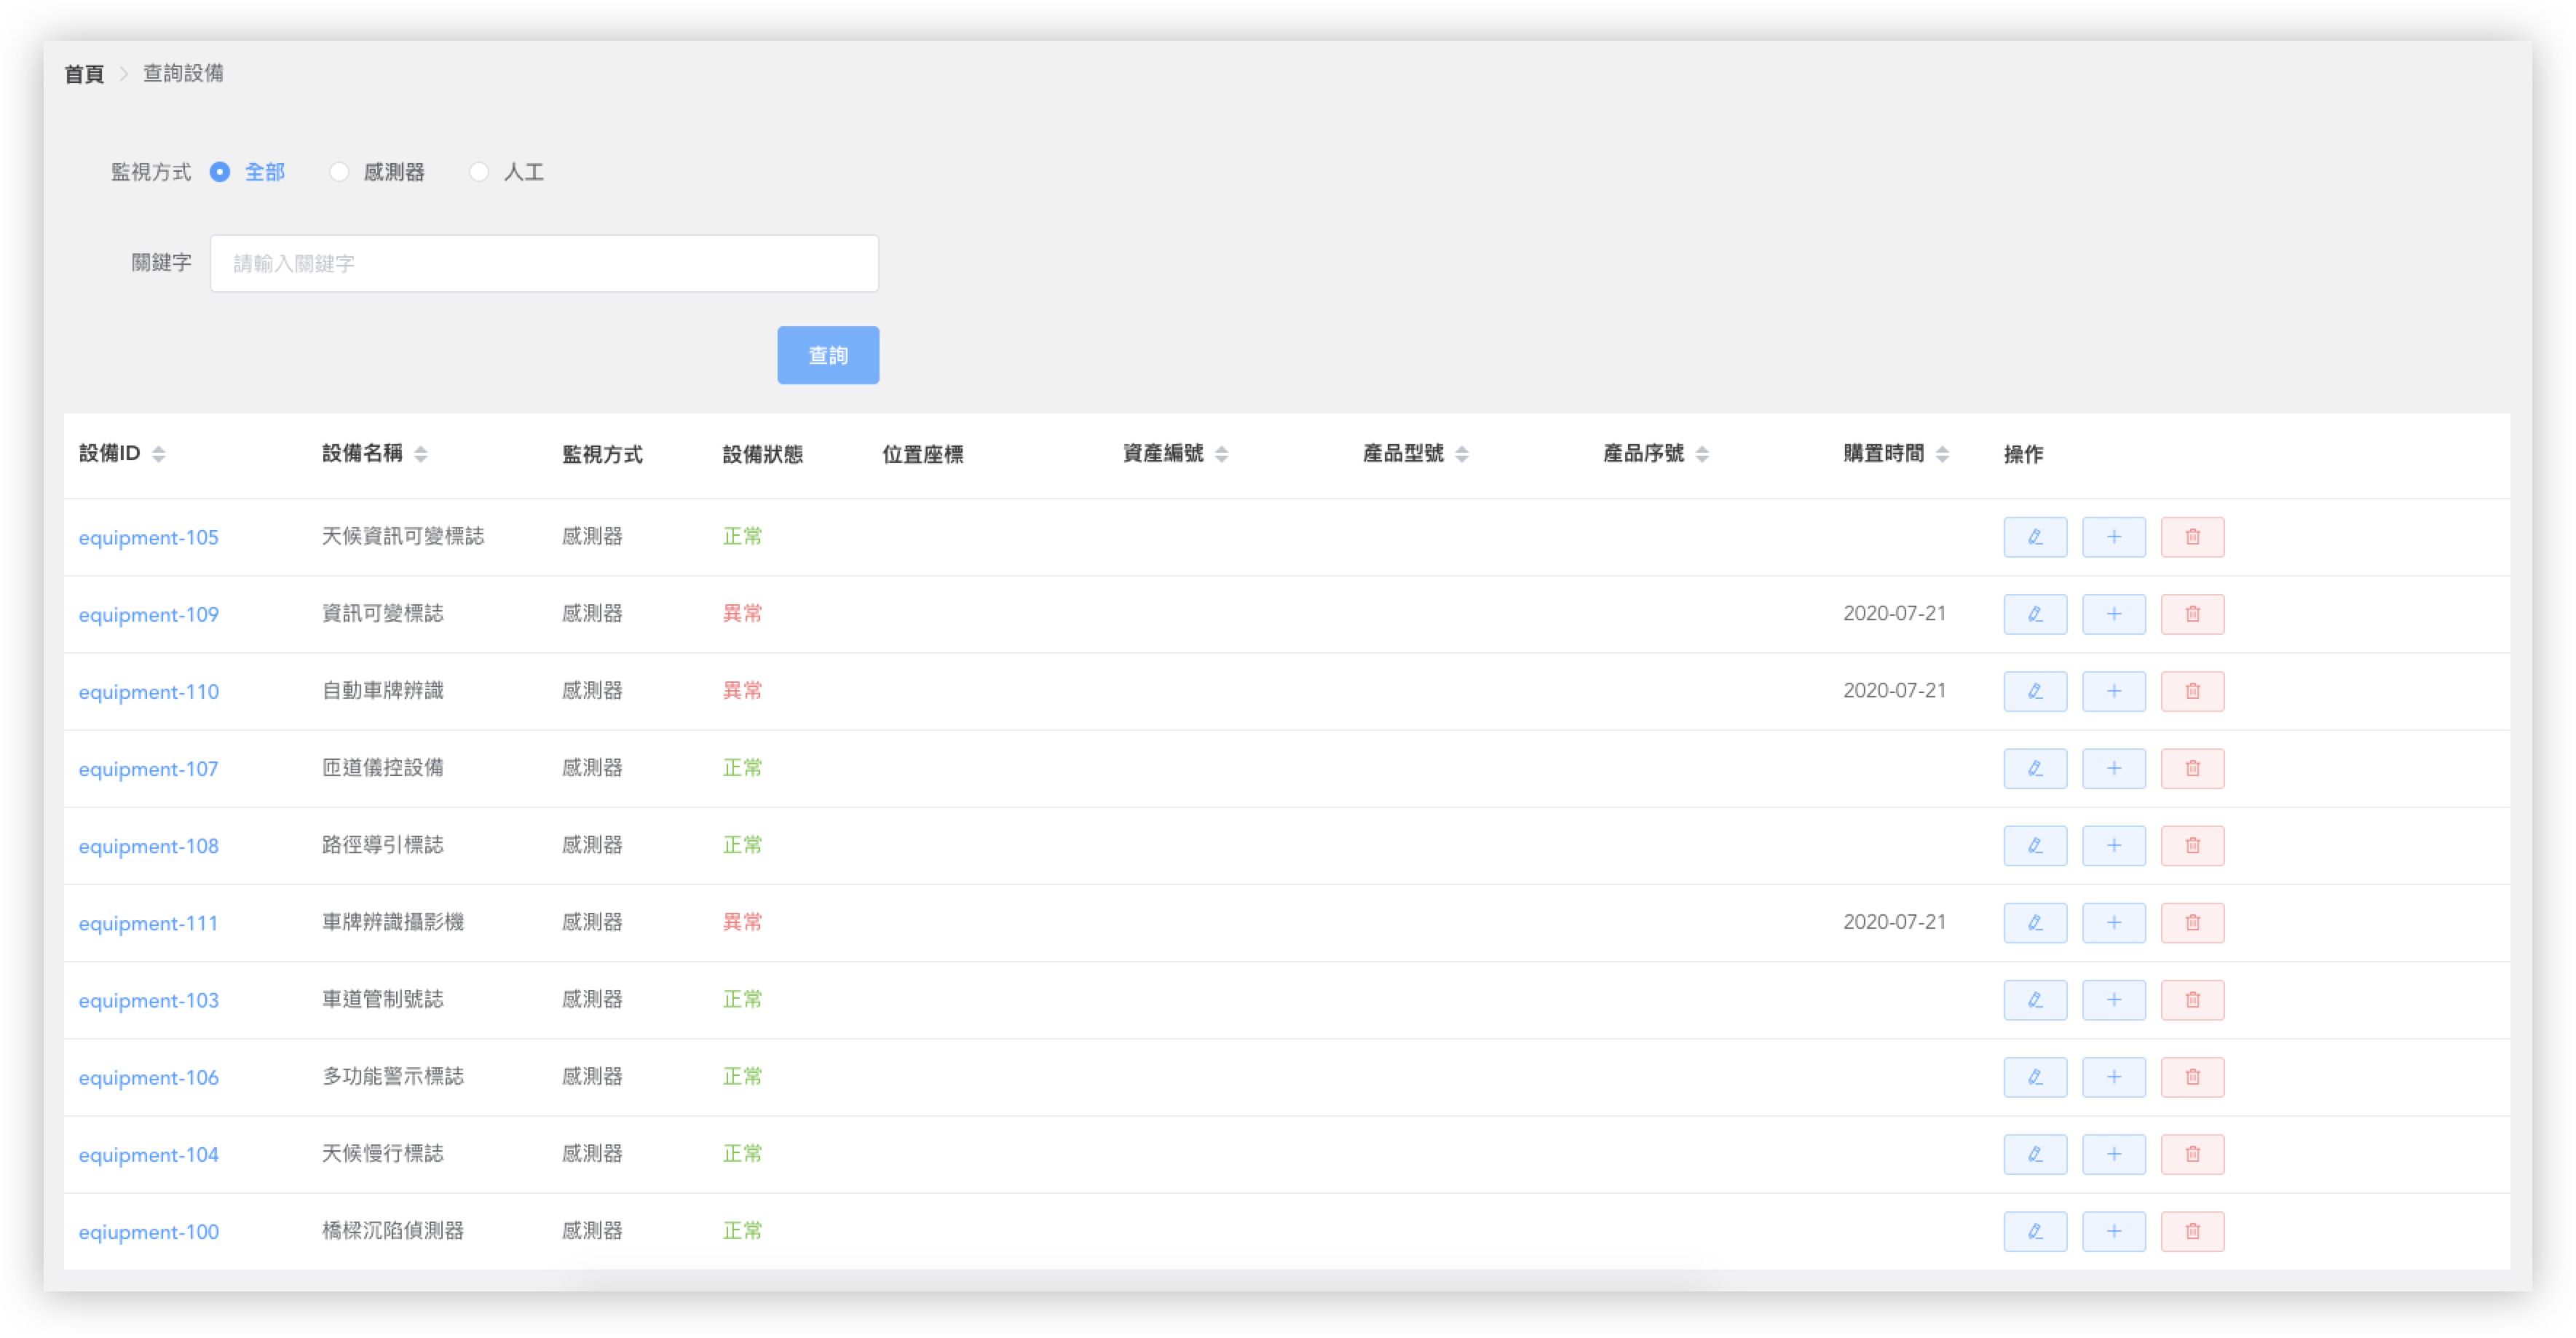 首頁 > 查詢設備
監視方式 全部 感測器 人工
關鍵字 請輸入關鍵字
查詢
設備ID 設備名稱 監視方式 設備狀態 位置座標 資產編號 產品型號 產品序號 購置時間 操作
equipment-105 天候資訊可變標誌 感測器 正常
equipment-109 資訊可變標誌 感測器 異常 2020-07-21
equipment-110 自動車牌辨識 感測器 異常 2020-07-21
equipment-107 匝道儀控設備 感測器 正常
equipment-108 路徑導引標誌 感測器 正常
equipment-111 車牌辨識攝影機 感測器 異常 2020-07-21
equipment-103 車道管制號誌 感測器 正常
equipment-106 多功能警示標誌 感測器 正常
equipment-104 天候慢行標誌 感測器 正常
eqiupment-100 橋樑沉陷偵測器 感測器 正常